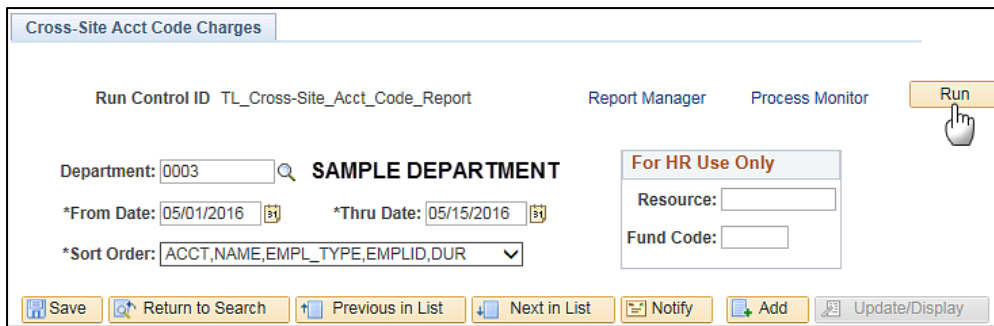 Cross-Site Acct Code Charges
Run Control ID TL_Cross-Site_Acct_Code_Report Report Manager Process Monitor Run
Department: 0003 SAMPLE DEPARTMENT
*From Date: 05/01/2016 31 *Thru Date: 05/15/2016 31
*Sort Order: ACCT,NAME,EMPL_TYPE,EMPLID,DUR
For HR Use Only
Resource:
Fund Code:
Save Return to Search Previous in List Next in List Notify Add Update/Display